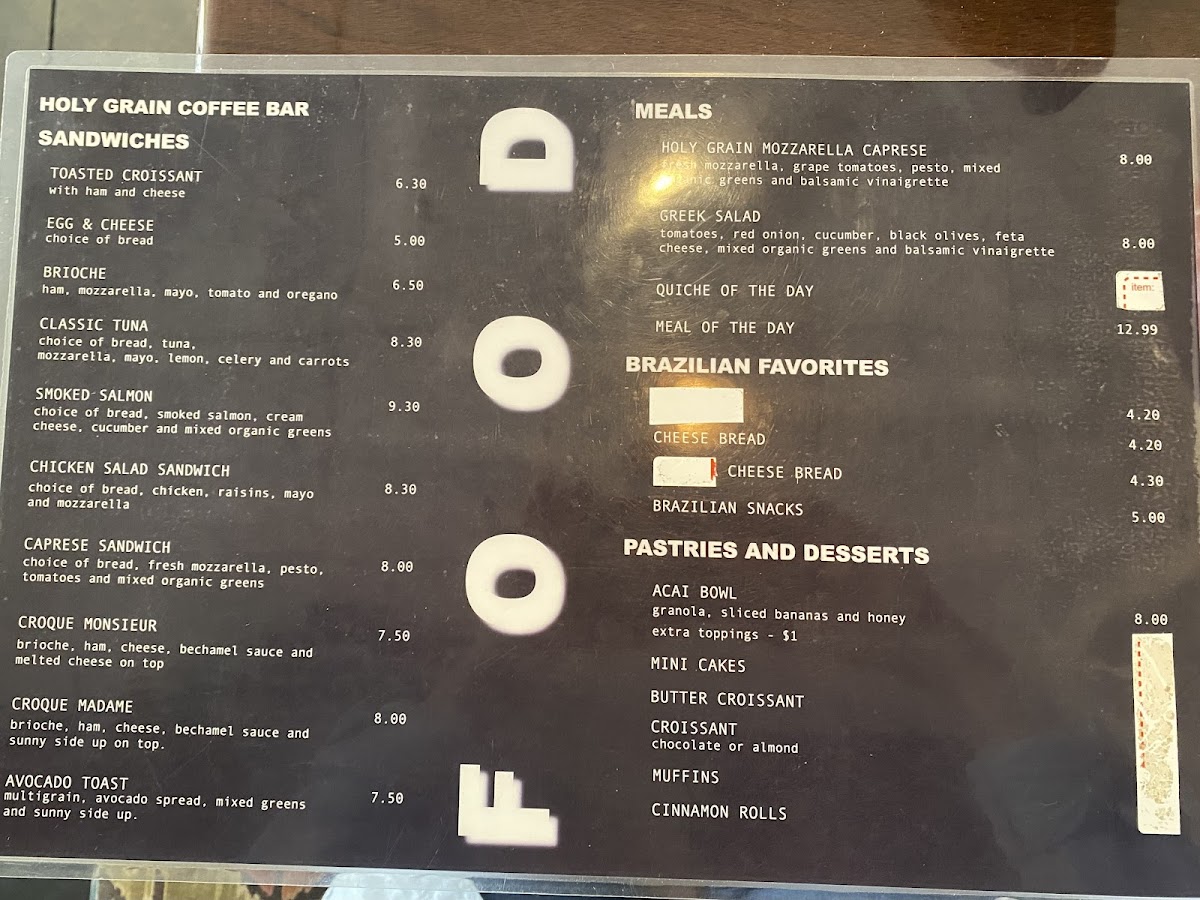 HOLY GRAIN COFFEE BAR
SANDWICHES
TOASTED CROISSANT 6.30
with ham and cheese
EGG & CHEESE 5.00
choice of bread
BRIOCHE 6.50
ham, mozzarella, mayo, tomato and oregano
CLASSIC TUNA 8.30
choice of bread, tuna,
mozzarella, mayo, lemon, celery and carrots
SMOKED SALMON 9.30
choice of bread, smoked salmon, cream
cheese, cucumber and mixed organic greens
CHICKEN SALAD SANDWICH 8.30
choice of bread, chicken, raisins, mayo
and mozzarella
CAPRESE SANDWICH 8.00
choice of bread, fresh mozzarella, pesto,
tomatoes and mixed organic greens
CROQUE MONSIEUR 7.50
brioche, ham, cheese, bechamel sauce and
melted cheese on top
CROQUE MADAME 8.00
brioche, ham, cheese, bechamel sauce and
sunny side up on top.
AVOCADO TOAST 7.50
multigrain, avocado spread, mixed greens
and sunny side up.
FOOD
MEALS
HOLY GRAIN MOZZARELLA CAPRESE 8.00
fresh mozzarella, grape tomatoes, pesto, mixed
organic greens and balsamic vinaigrette
GREEK SALAD
tomatoes, red onion, cucumber, black olives, feta
cheese, mixed organic greens and balsamic vinaigrette 8.00
QUICHE OF THE DAY item:
MEAL OF THE DAY 12.99
BRAZILIAN FAVORITES
4.20
CHEESE BREAD 4.20
CHEESE BREAD 4.30
BRAZILIAN SNACKS 5.00
PASTRIES AND DESSERTS
ACAI BOWL
granola, sliced bananas and honey 8.00
extra toppings - $1
MINI CAKES
BUTTER CROISSANT
CROISSANT
chocolate or almond
MUFFINS
CINNAMON ROLLS